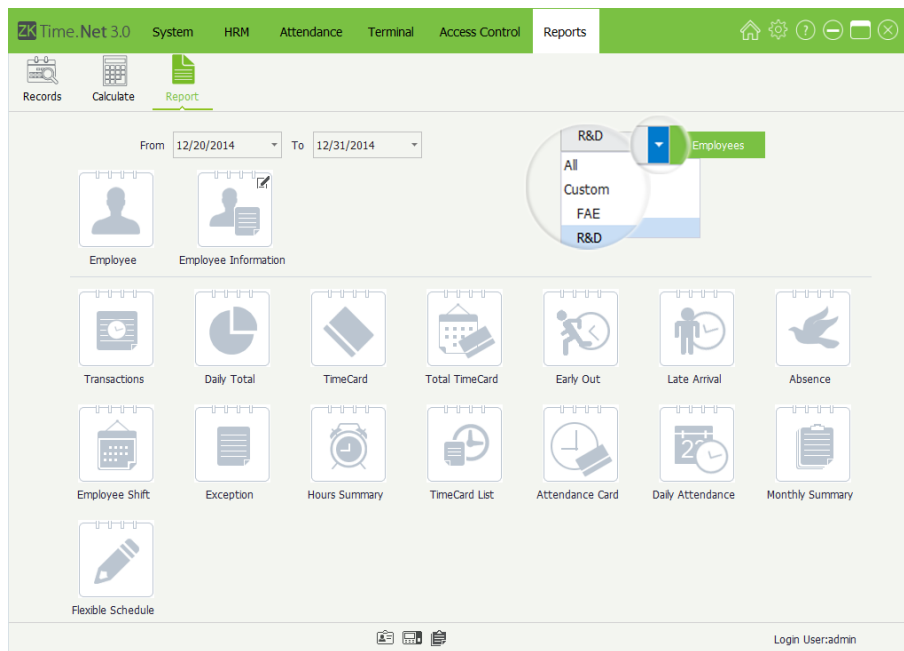 ZK Time.Net 3.0 System HRM Attendance Terminal Access Control Reports
Records Calculate Report
From 12/20/2014 To 12/31/2014 R&D Employees
All
Custom
FAE
R&D
Employee Employee Information
Transactions Daily Total TimeCard Total TimeCard Early Out Late Arrival Absence
Employee Shift Exception Hours Summary TimeCard List Attendance Card Daily Attendance Monthly Summary
Flexible Schedule
Login User:admin